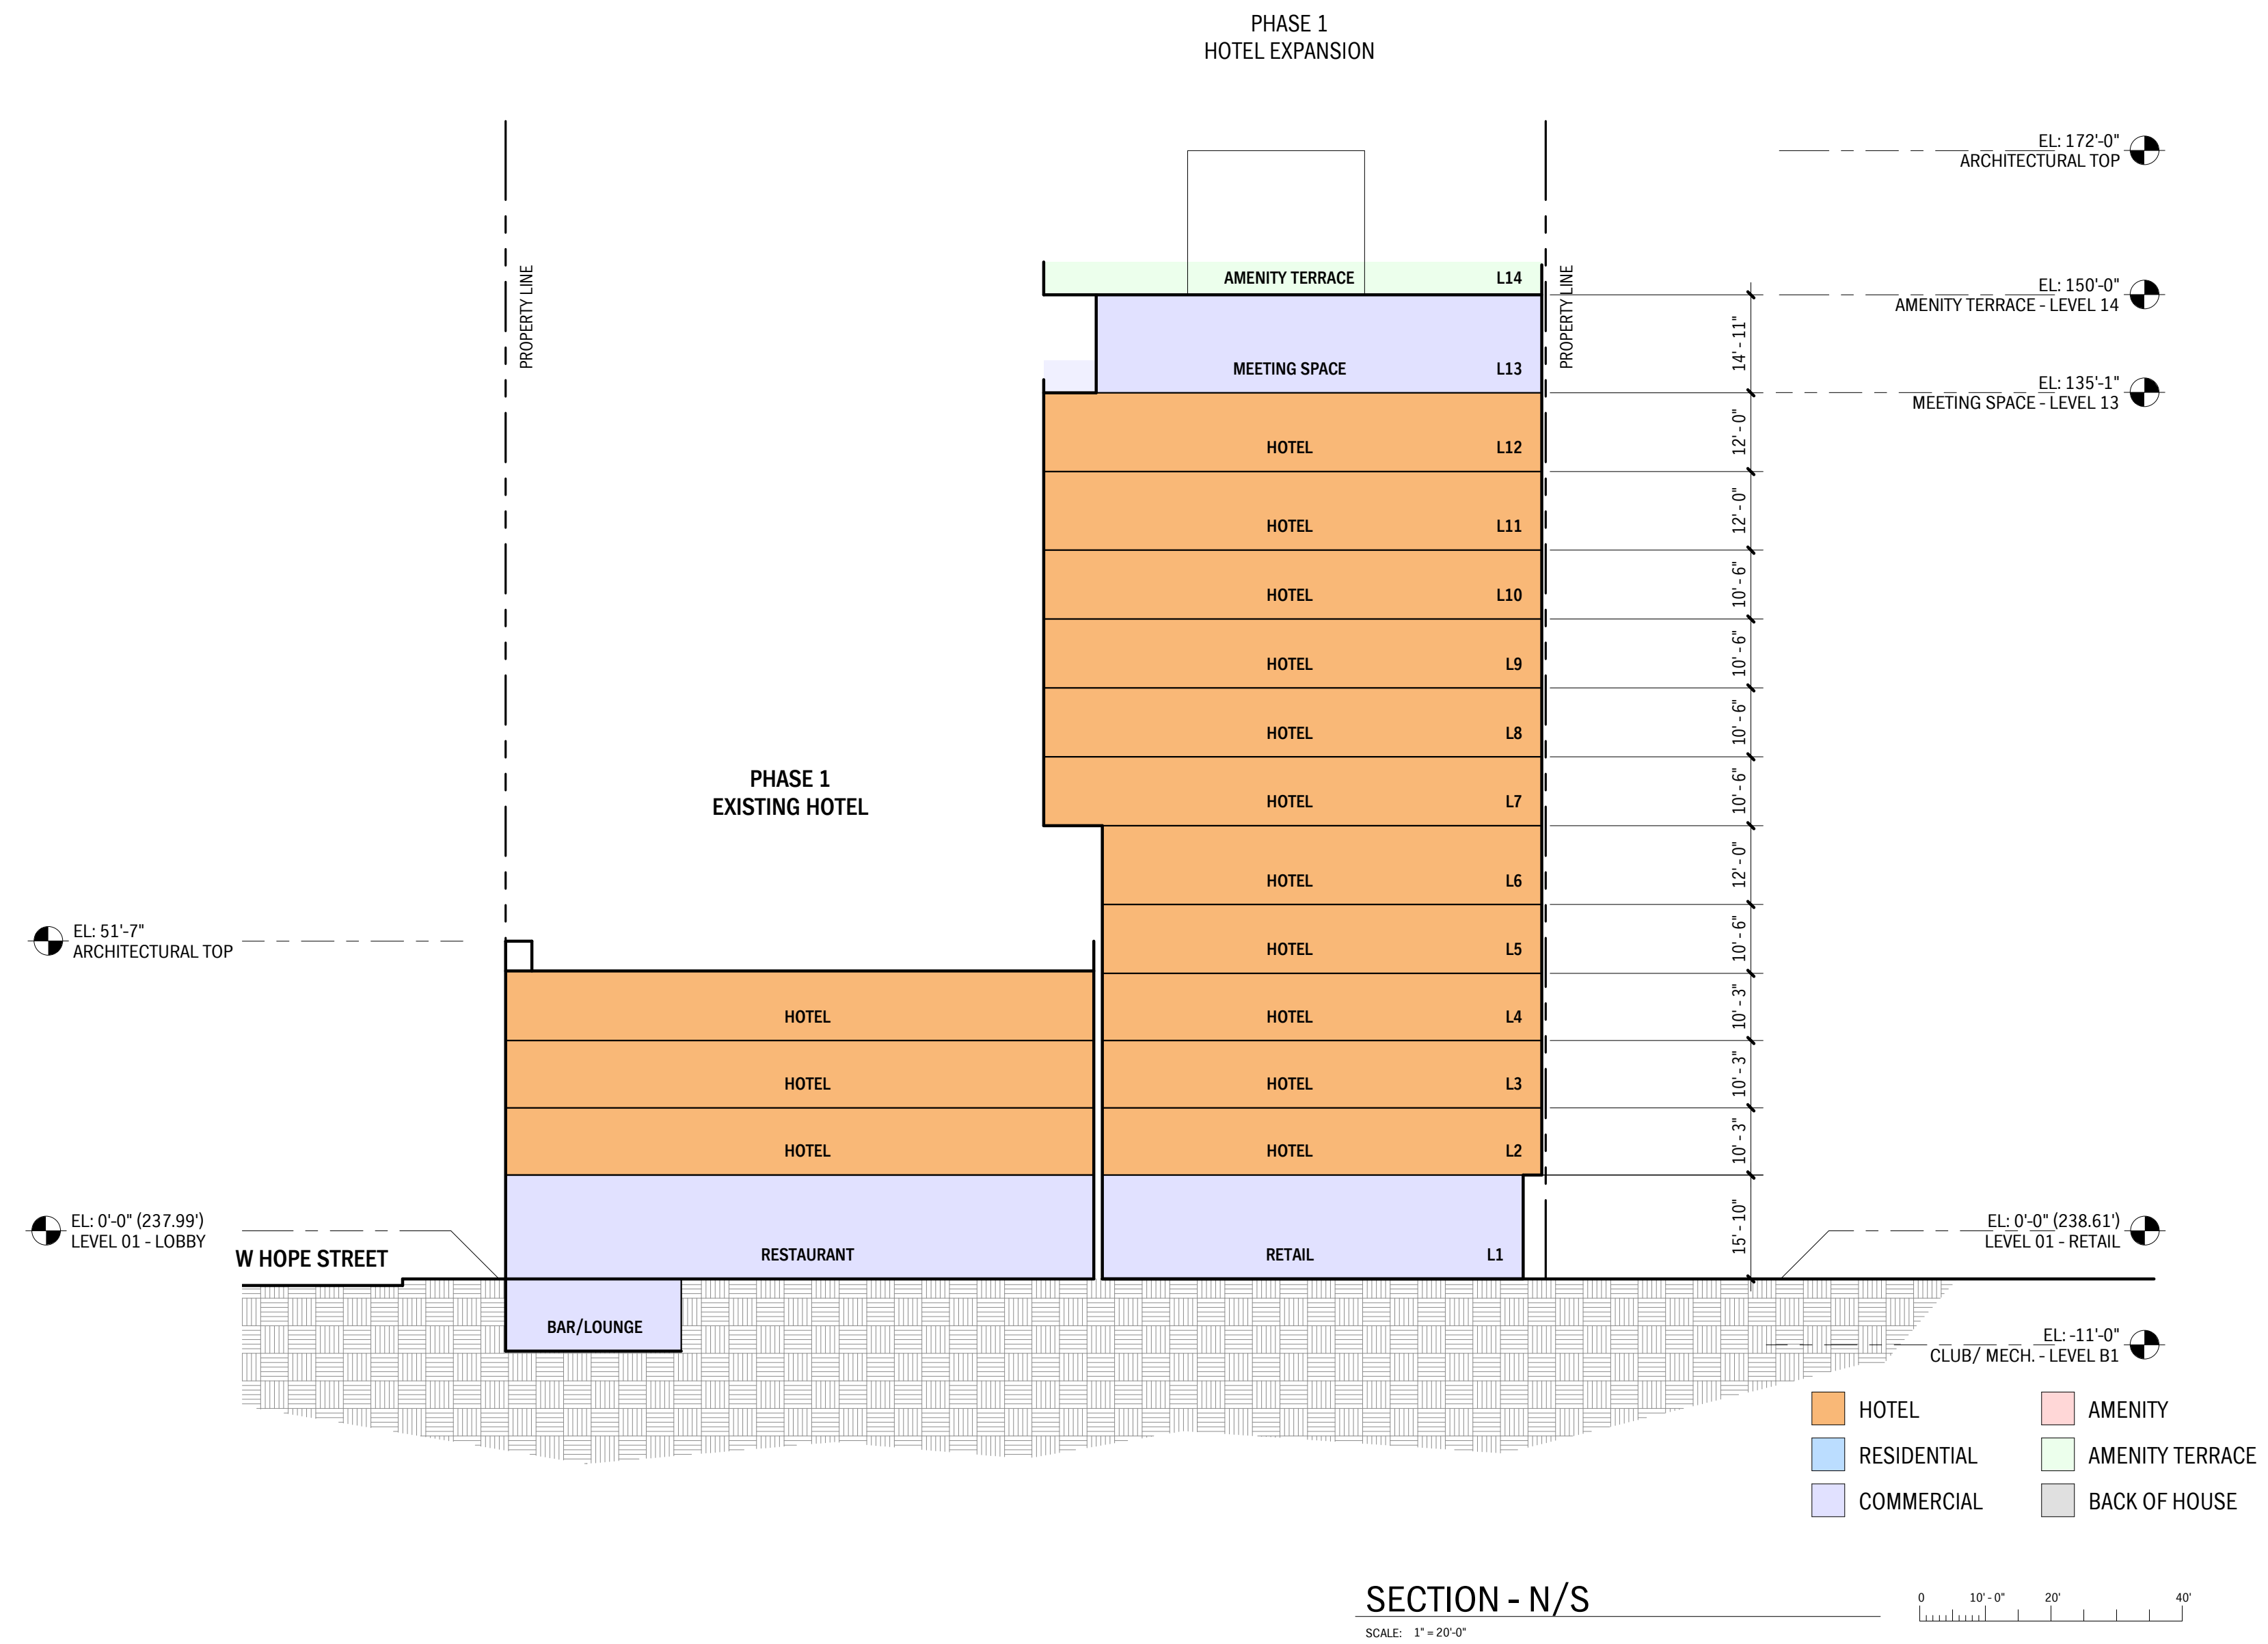 PHASE 1
HOTEL EXPANSION
EL: 172'-0"
ARCHITECTURAL TOP
PROPERTY LINE
PROPERTY LINE
AMENITY TERRACE L14
EL: 150'-0"
AMENITY TERRACE - LEVEL 14
14' - 11"
MEETING SPACE L13
EL: 135'-1"
MEETING SPACE - LEVEL 13
12' - 0"
HOTEL L12
12' - 0"
HOTEL L11
10' - 6"
HOTEL L10
10' - 6"
HOTEL L9
10' - 6"
HOTEL L8
10' - 6"
HOTEL L7
PHASE 1
EXISTING HOTEL
12' - 0"
HOTEL L6
EL: 51'-7"
ARCHITECTURAL TOP
10' - 6"
HOTEL L5
10' - 3"
HOTEL HOTEL L4
10' - 3"
HOTEL HOTEL L3
10' - 3"
HOTEL HOTEL L2
15' - 10"
EL: 0'-0" (237.99')
LEVEL 01 - LOBBY
EL: 0'-0" (238.61')
LEVEL 01 - RETAIL
W HOPE STREET
RESTAURANT RETAIL L1
BAR/LOUNGE
EL: -11'-0"
CLUB/ MECH. - LEVEL B1
HOTEL AMENITY
RESIDENTIAL AMENITY TERRACE
COMMERCIAL BACK OF HOUSE
SECTION - N/S
SCALE: 1" = 20'-0"
0 10' - 0" 20' 40'